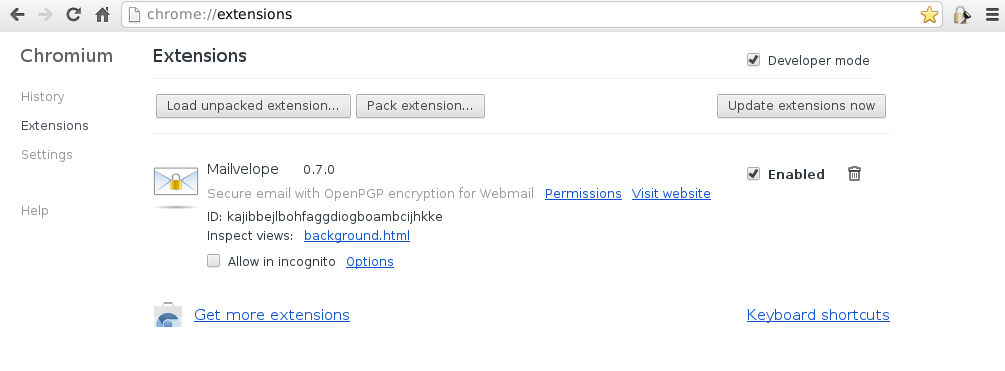 chrome://extensions
Chromium
Extensions
Developer mode
History
Extensions
Settings
Help
Load unpacked extension...
Pack extension...
Update extensions now
Mailvelope 0.7.0
Enabled
Secure email with OpenPGP encryption for Webmail Permissions Visit website
ID: kajibbejlbohfaggdiogboambcijhkke
Inspect views: background.html
Allow in incognito Options
Get more extensions
Keyboard shortcuts